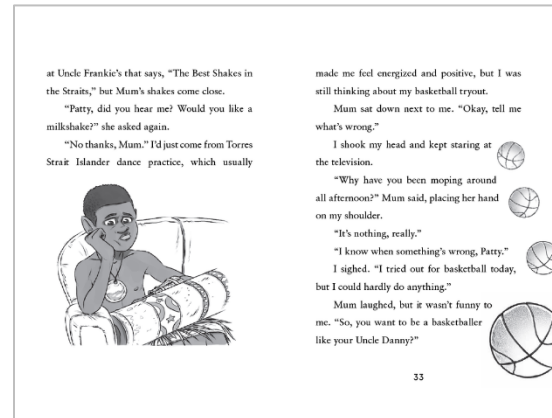 at Uncle Frankie's that says, "The Best Shakes in
the Straits," but Mum's shakes come close.
"Patty, did you hear me? Would you like a
milkshake?" she asked again.
"No thanks, Mum." I'd just come from Torres
Strait Islander dance practice, which usually
made me feel energized and positive, but I was
still thinking about my basketball tryout.
Mum sat down next to me. "Okay, tell me
what's wrong."
I shook my head and kept staring at
the television.
"Why have you been moping around
all afternoon?" Mum said, placing her hand
on my shoulder.
"It's nothing, really."
"I know when something's wrong, Patty."
I sighed. "I tried out for basketball today,
but I could hardly do anything."
Mum laughed, but it wasn't funny to
me. "So, you want to be a basketballer
like your Uncle Danny?"
33